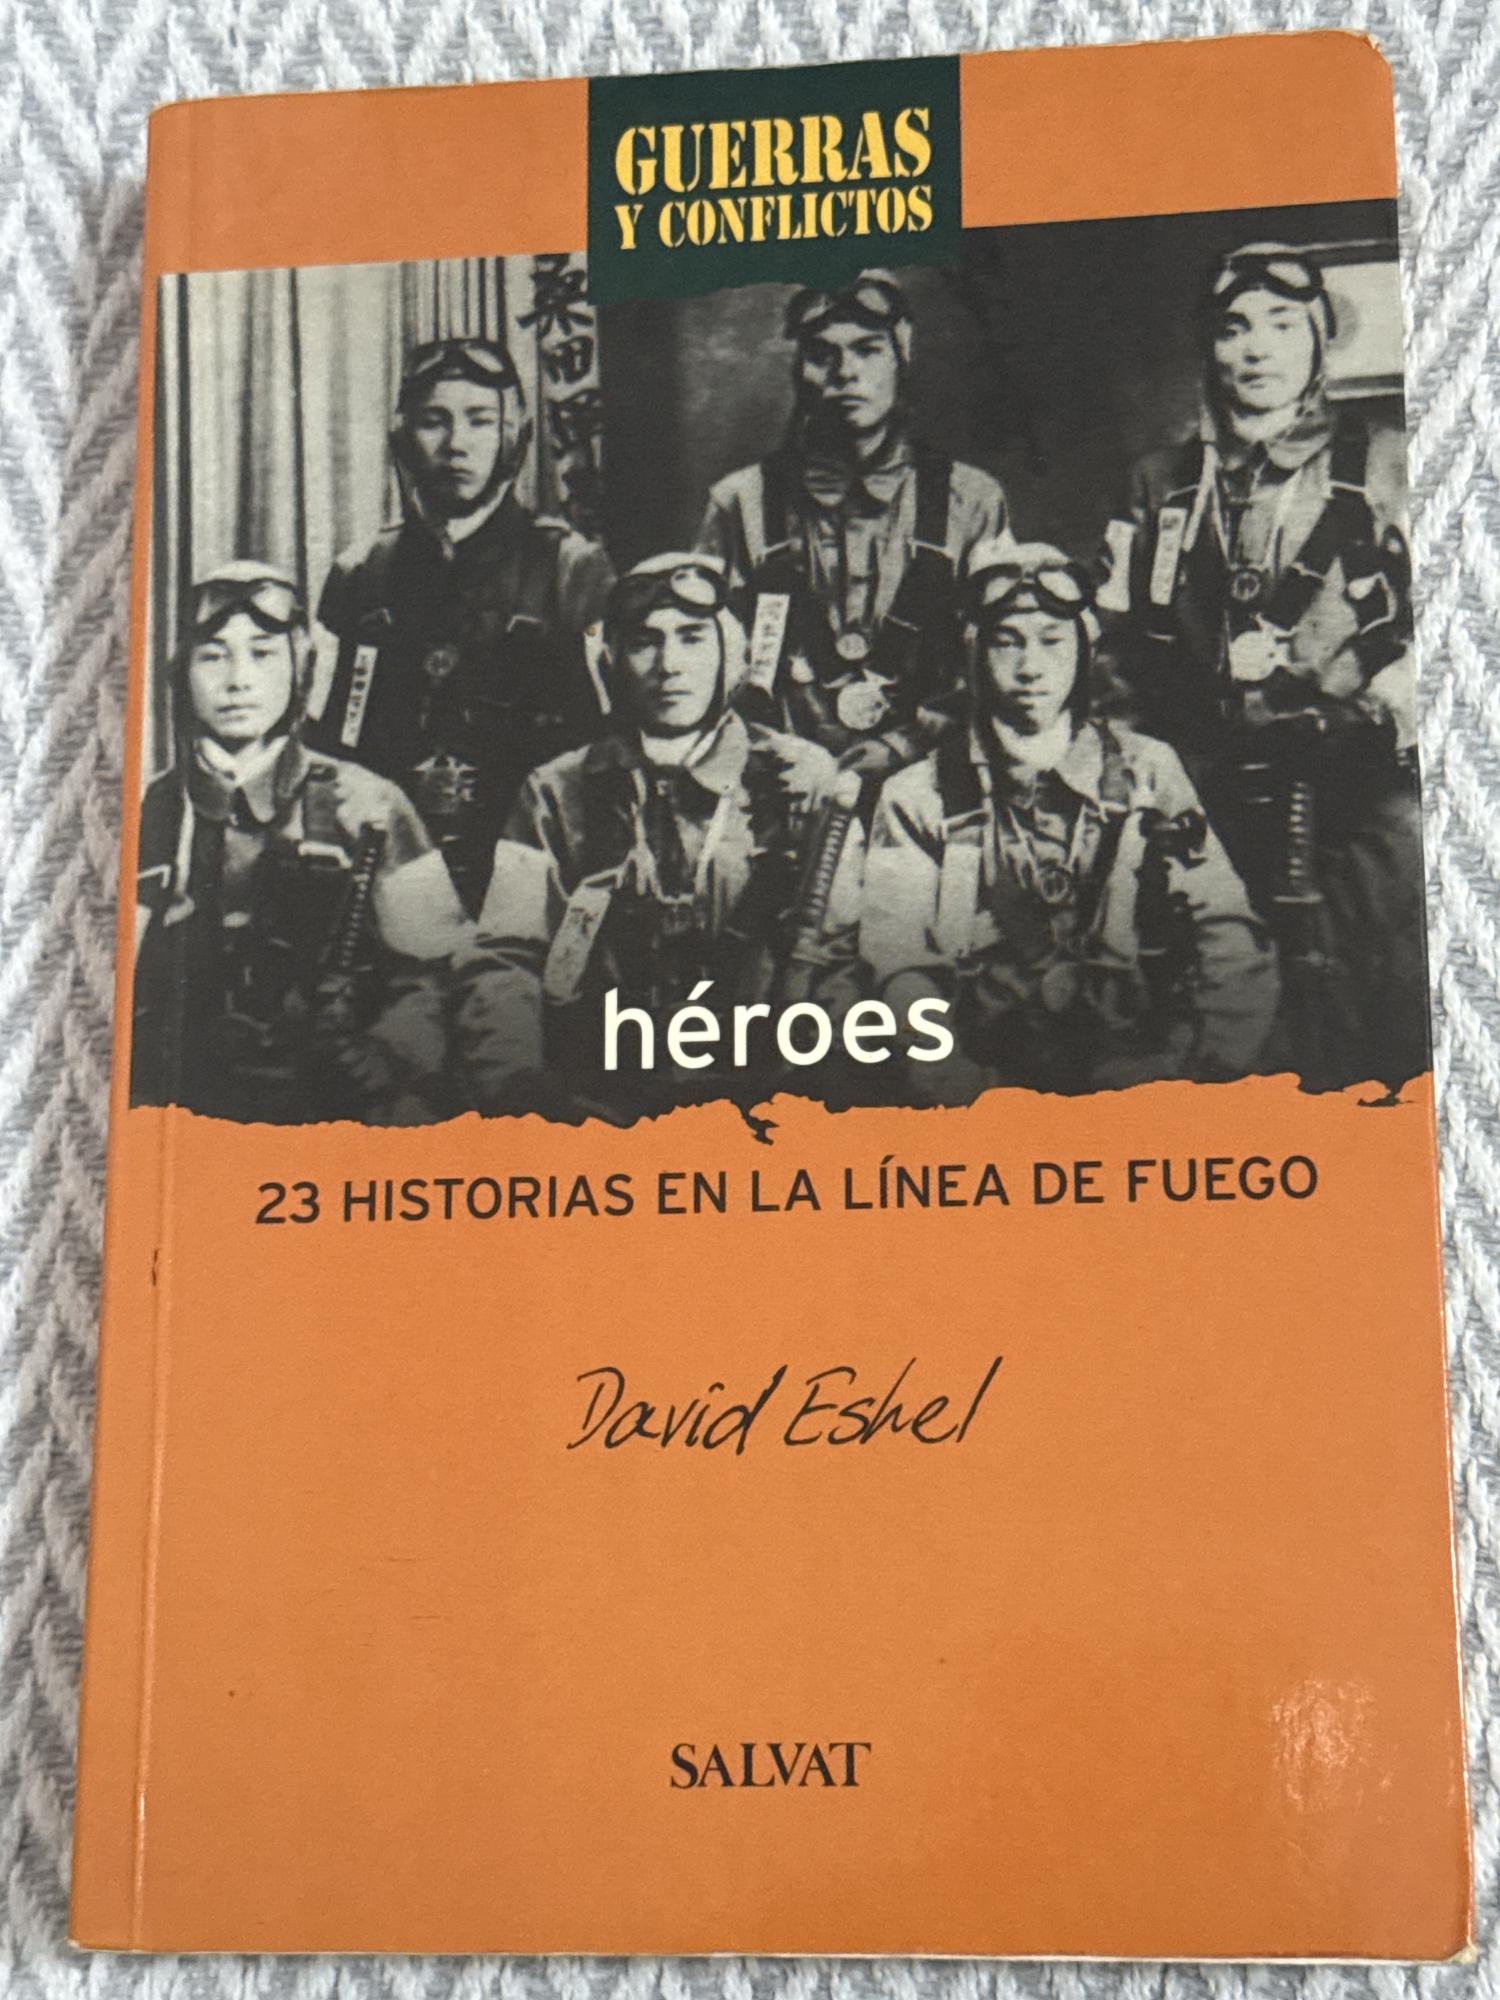 GUERRAS
Y CONFLICTOS
héroes
23 HISTORIAS EN LA LÍNEA DE FUEGO
David Eshel
SALVAT